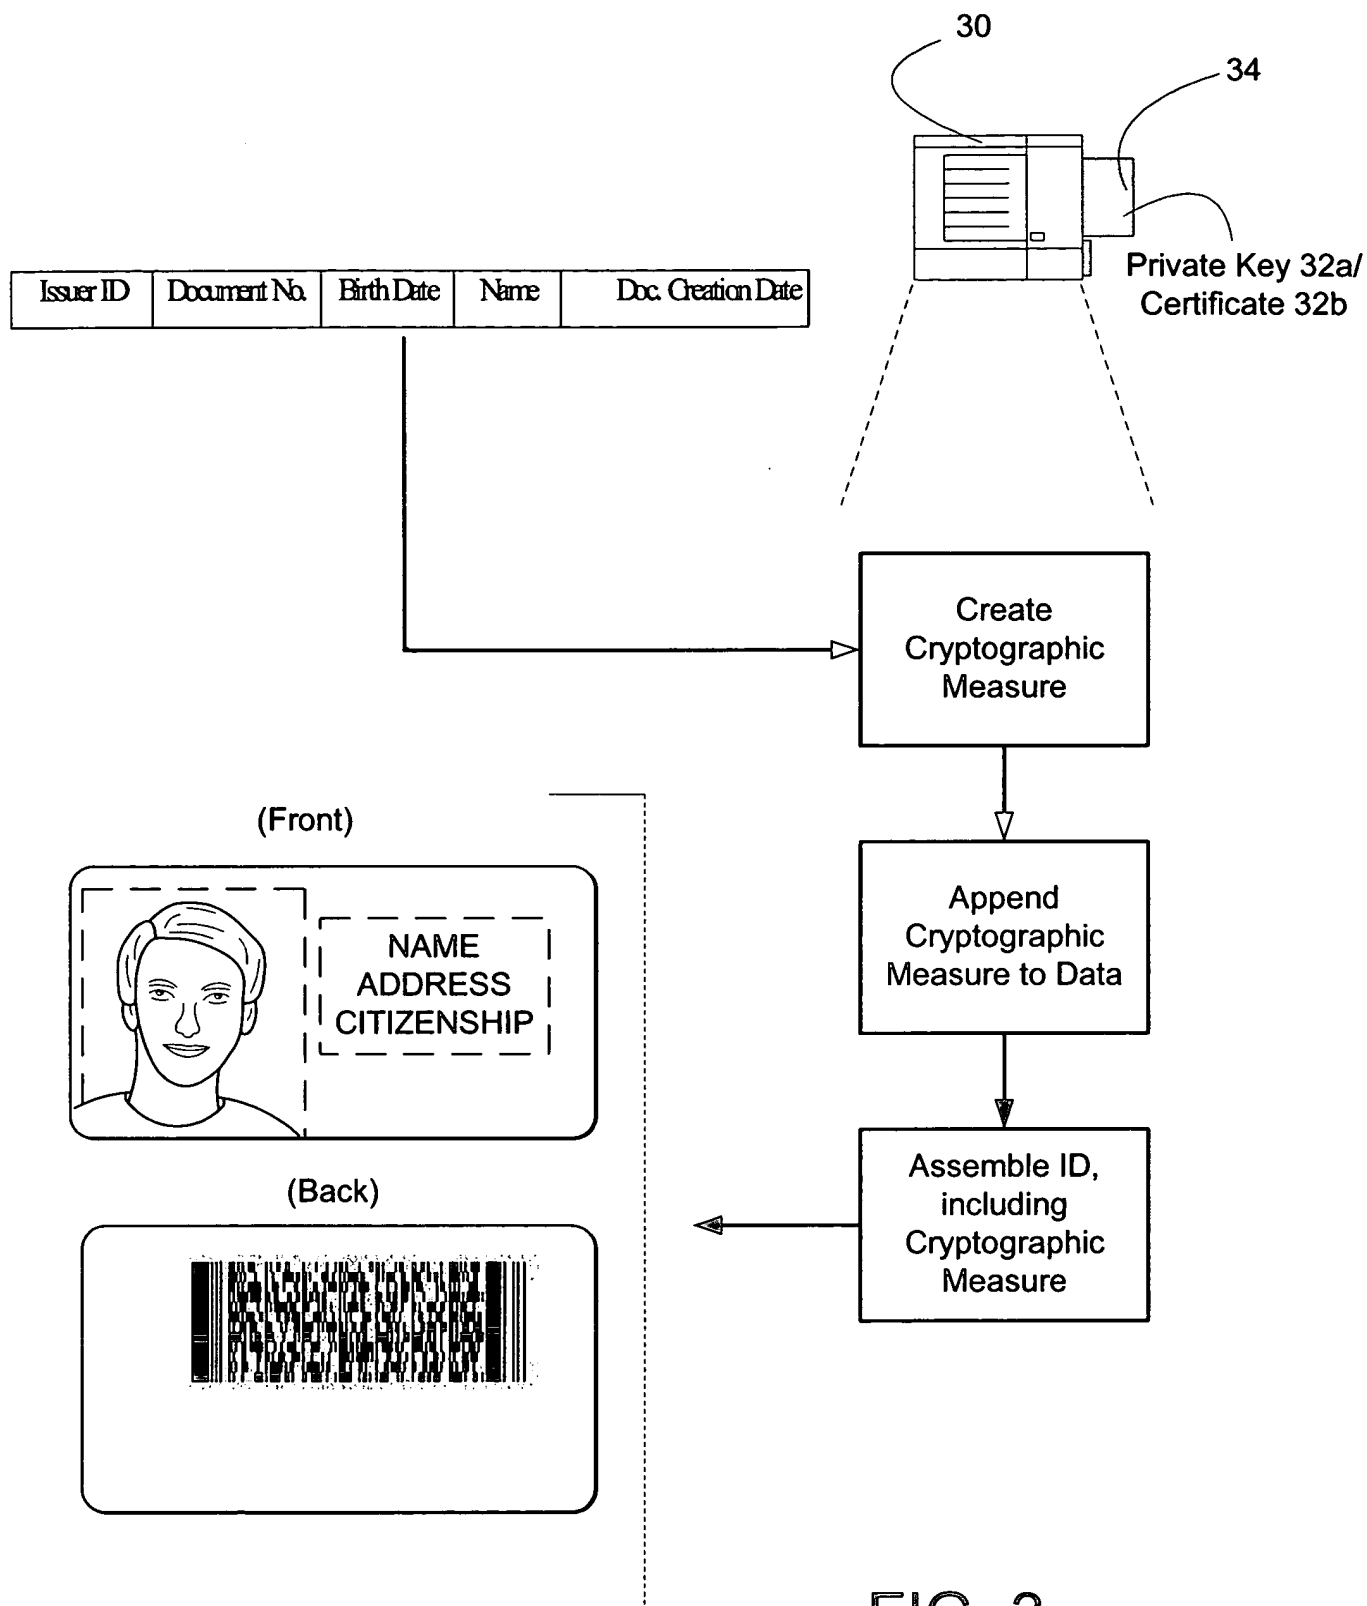 30
34
Private Key 32a/
Certificate 32b
Issuer ID
Document No.
Birth Date
Name
Doc. Creation Date
Create
Cryptographic
Measure
Append
Cryptographic
Measure to Data
Assemble ID,
including
Cryptographic
Measure
(Front)
NAME
ADDRESS
CITIZENSHIP
(Back)